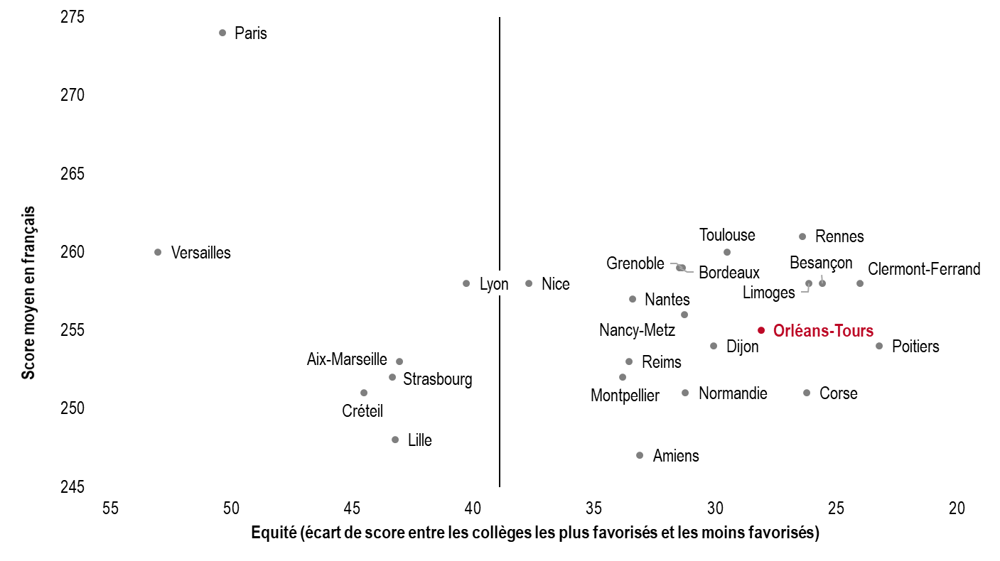 275
Paris
270
265
Score moyen en français
260
Versailles
Toulouse
Rennes
Grenoble
Bordeaux
Besançon
Clermont-Ferrand
Limoges
Lyon
Nice
Nantes
Nancy-Metz
255
Orléans-Tours
Dijon
Poitiers
Aix-Marseille
Reims
Strasbourg
Montpellier
Normandie
Corse
250
Créteil
Lille
Amiens
245
55 50 45 40 35 30 25 20
Equité (écart de score entre les collèges les plus favorisés et les moins favorisés)